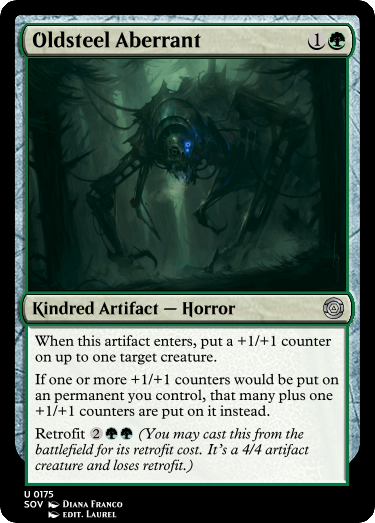 Oldsteel Aberrant 1
Kindred Artifact — Horror
When this artifact enters, put a +1/+1 counter
on up to one target creature.
If one or more +1/+1 counters would be put on
an permanent you control, that many plus one
+1/+1 counters are put on it instead.
Retrofit 2 (You may cast this from the
battlefield for its retrofit cost. It's a 4/4 artifact
creature and loses retrofit.)
U 0175
SOV Diana Franco
edit. Laurel